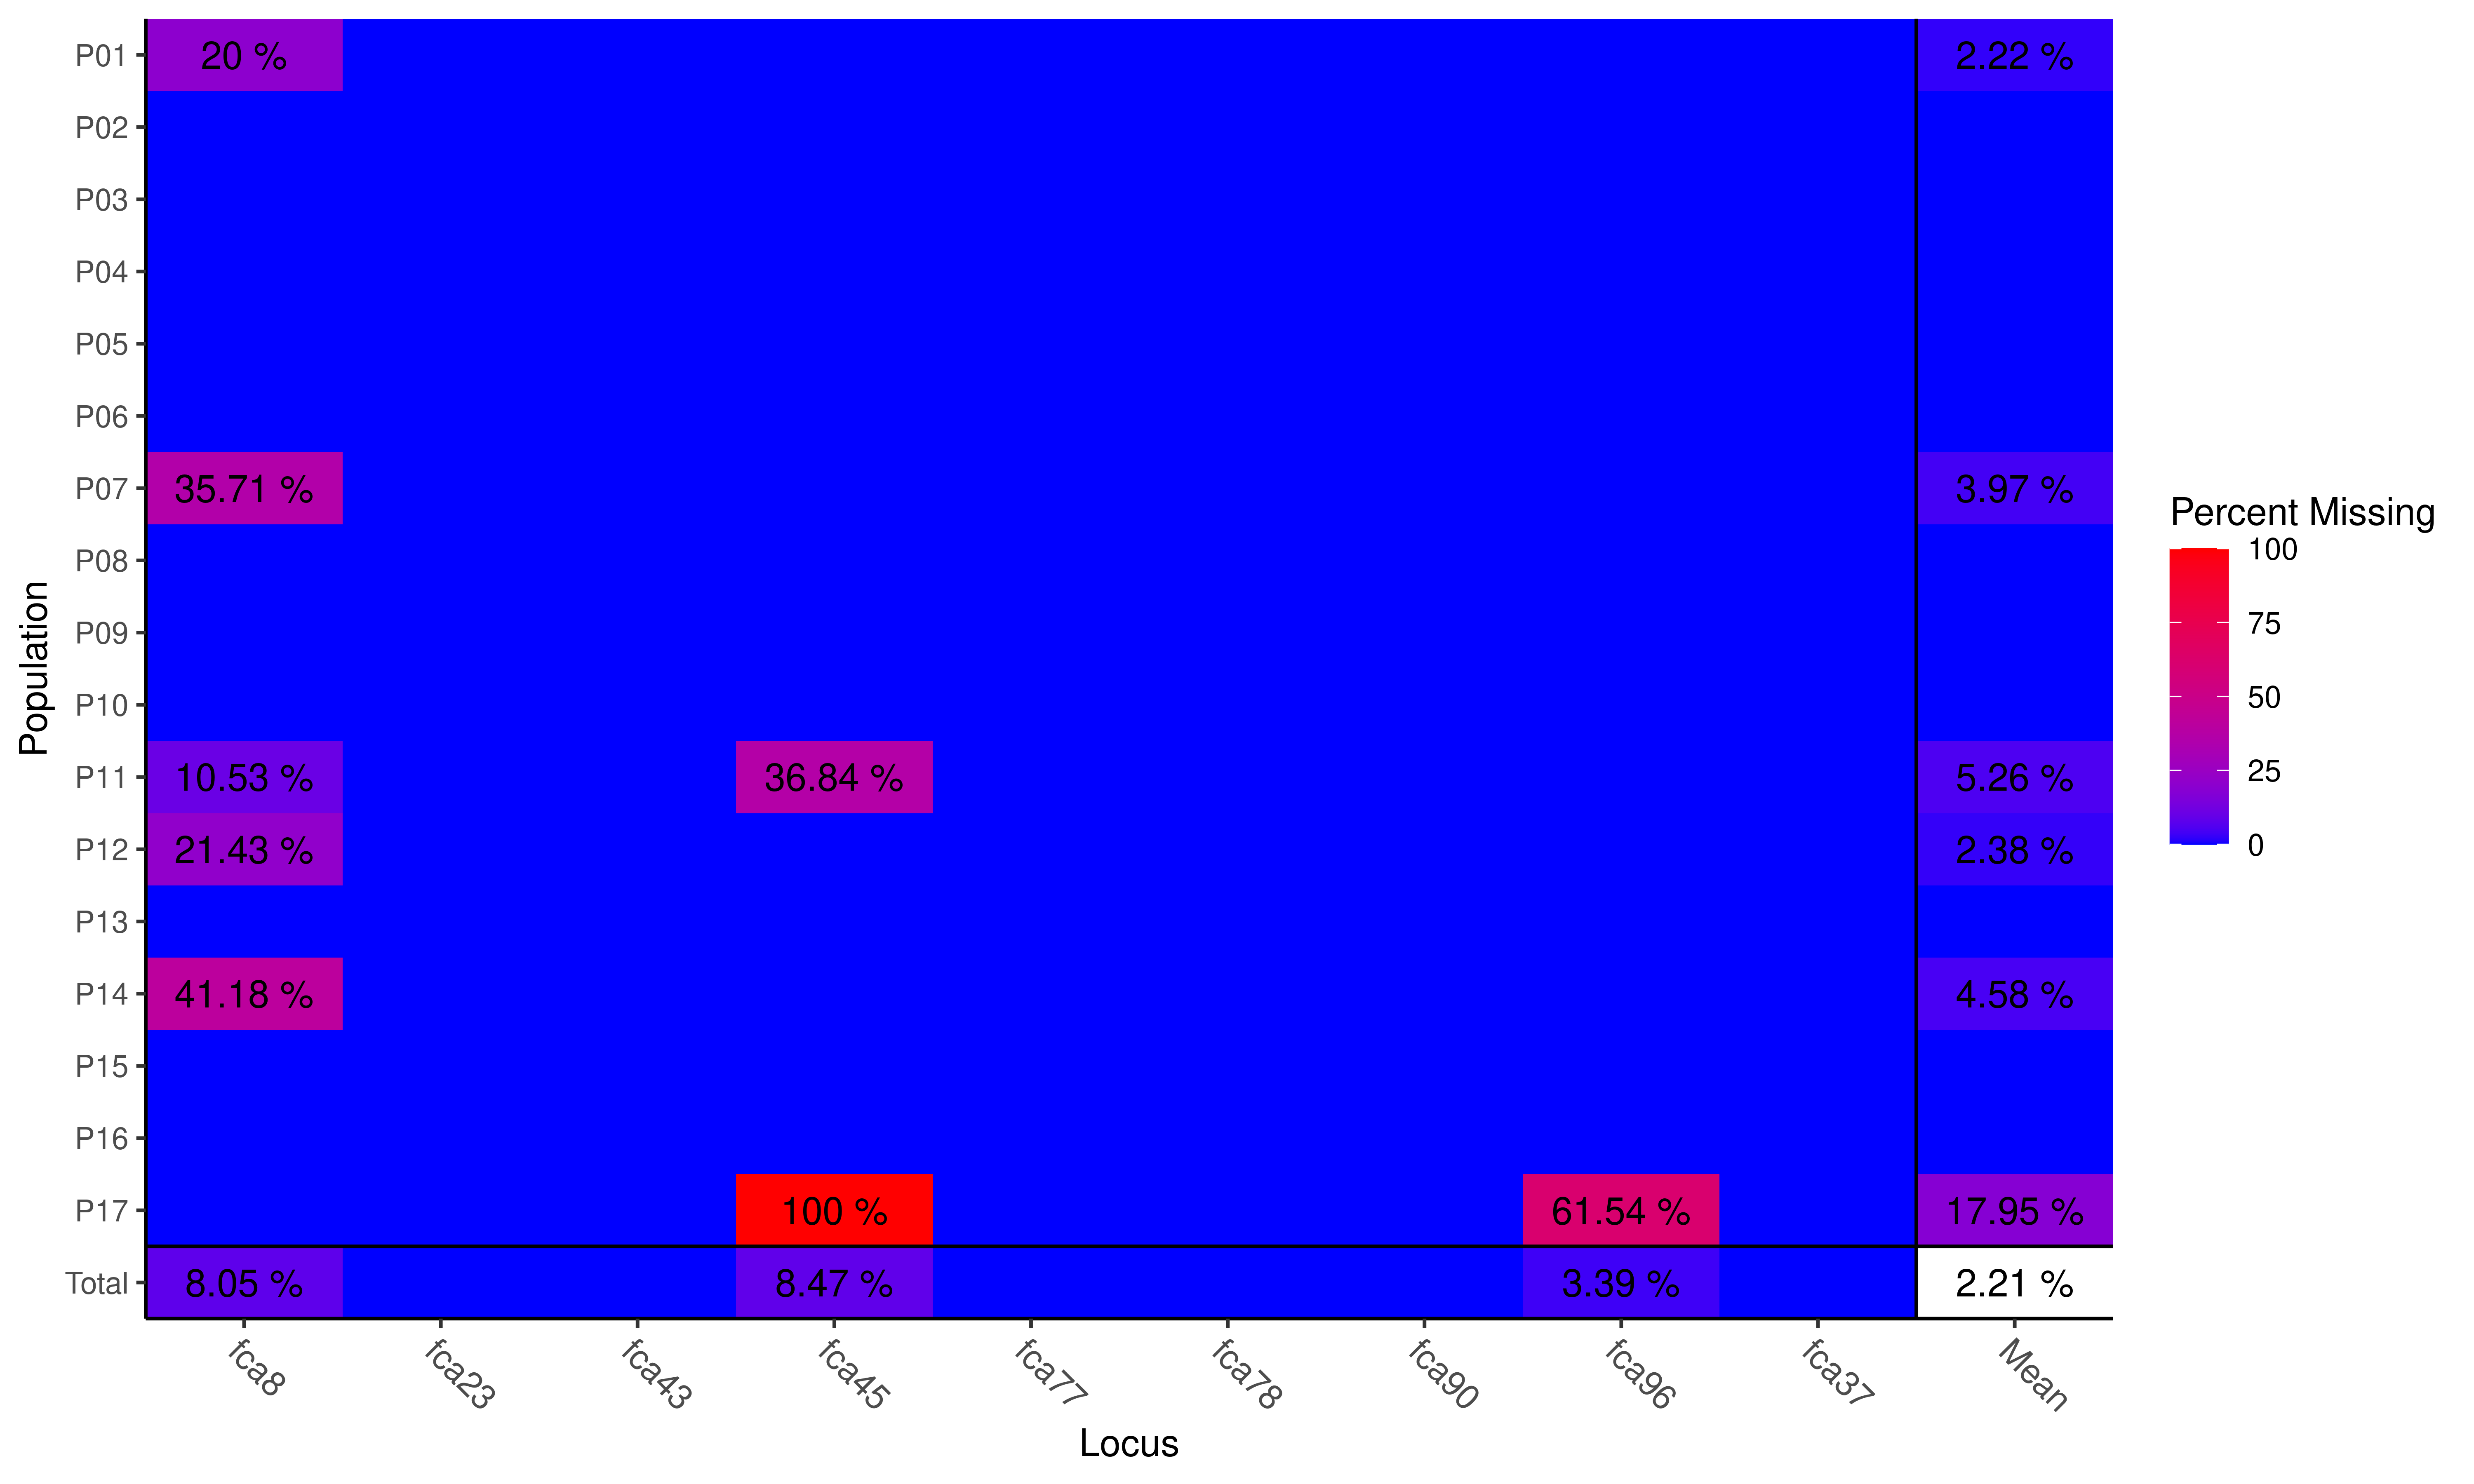 P01 20 % 2.22 %
P02
P03
P04
P05
P06
P07 35.71 % 3.97 %
Percent Missing
100
75
50
25
0
P08
P09
Population
P10
P11 10.53 % 36.84 % 5.26 %
P12 21.43 % 2.38 %
P13
P14 41.18 % 4.58 %
P15
P16
P17 100 % 61.54 % 17.95 %
Total 8.05 % 8.47 % 3.39 % 2.21 %
fca8 fca23 fca43 fca45 fca77 fca78 fca90 fca96 fca37 Mean
Locus